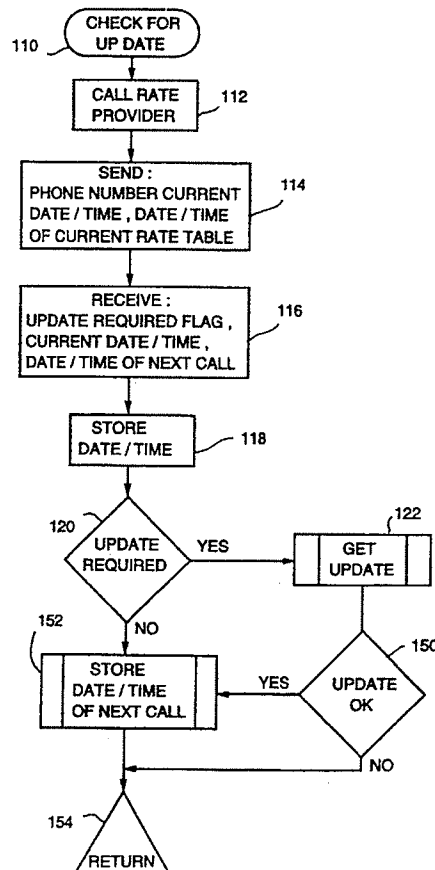 CHECK FOR
UP DATE
110
CALL RATE
PROVIDER
112
SEND :
PHONE NUMBER CURRENT
DATE / TIME , DATE / TIME
OF CURRENT RATE TABLE
114
RECEIVE :
UPDATE REQUIRED FLAG ,
CURRENT DATE / TIME ,
DATE / TIME OF NEXT CALL
116
STORE
DATE / TIME
118
120
UPDATE
REQUIRED
YES
NO
122
GET
UPDATE
150
UPDATE
OK
YES
NO
152
STORE
DATE / TIME
OF NEXT CALL
154
RETURN